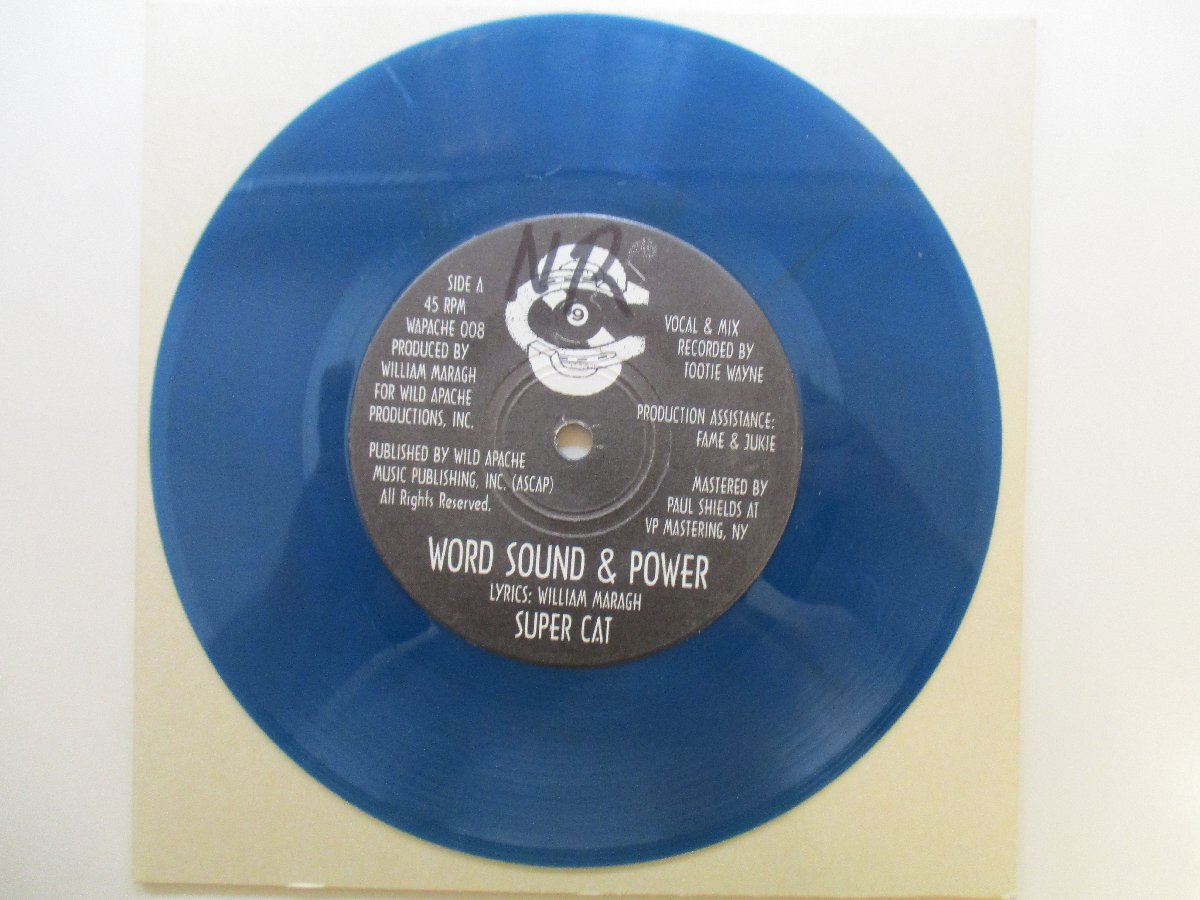 NR
9
SIDE A
45 RPM
WAPACHE 008
PRODUCED BY
WILLIAM MARAGH
FOR WILD APACHE
PRODUCTIONS, INC.
PUBLISHED BY WILD APACHE
MUSIC PUBLISHING, INC. (ASCAP)
All Rights Reserved.
VOCAL & MIX
RECORDED BY
TOOTIE WAYNE
PRODUCTION ASSISTANCE:
FAME & JUKIE
MASTERED BY
PAUL SHIELDS AT
VP MASTERING, NY
WORD SOUND & POWER
LYRICS: WILLIAM MARAGH
SUPER CAT